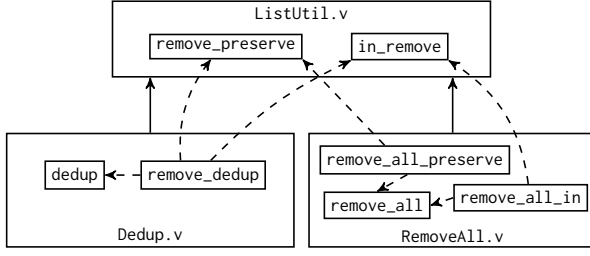 ListUtil.v
remove_preserve
in_remove
dedup
remove_dedup
Dedup.v
remove_all_preserve
remove_all
remove_all_in
RemoveAll.v